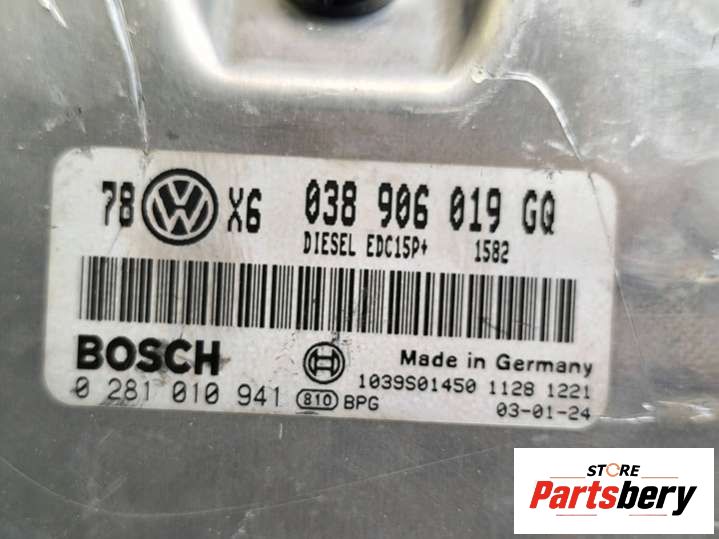 78 VW X6 038 906 019 GQ
DIESEL EDC15P+ 1582
BOSCH
Made in Germany
1039S01450 1128 1221
0 281 010 941 810 BPG
03-01-24
STORE
Partsbery